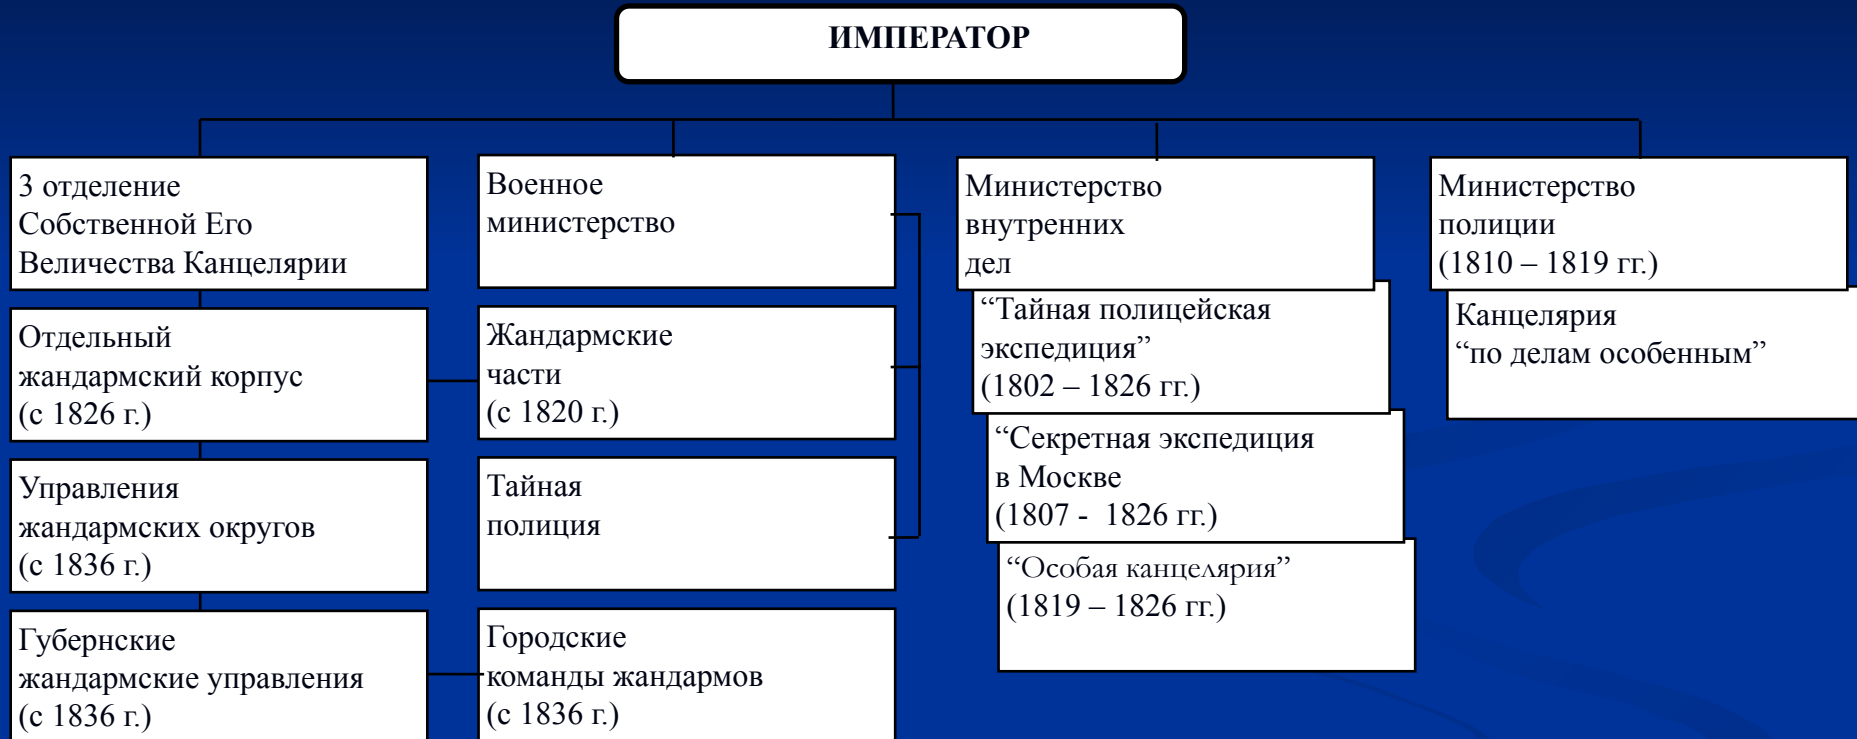 ИМПЕРАТОР
3 отделение
Собственной Его
Величества Канцелярии
Отдельный
жандармский корпус
(с 1826 г.)
Управления
жандармских округов
(с 1836 г.)
Губернские
жандармские управления
(с 1836 г.)
Военное
министерство
Жандармские
части
(с 1820 г.)
Тайная
полиция
Городские
команды жандармов
(с 1836 г.)
Министерство
внутренних
дел
“Тайная полицейская
экспедиция”
(1802 – 1826 гг.)
“Секретная экспедиция
в Москве
(1807 - 1826 гг.)
“Особая канцелярия”
(1819 – 1826 гг.)
Министерство
полиции
(1810 – 1819 гг.)
Канцелярия
“по делам особенным”